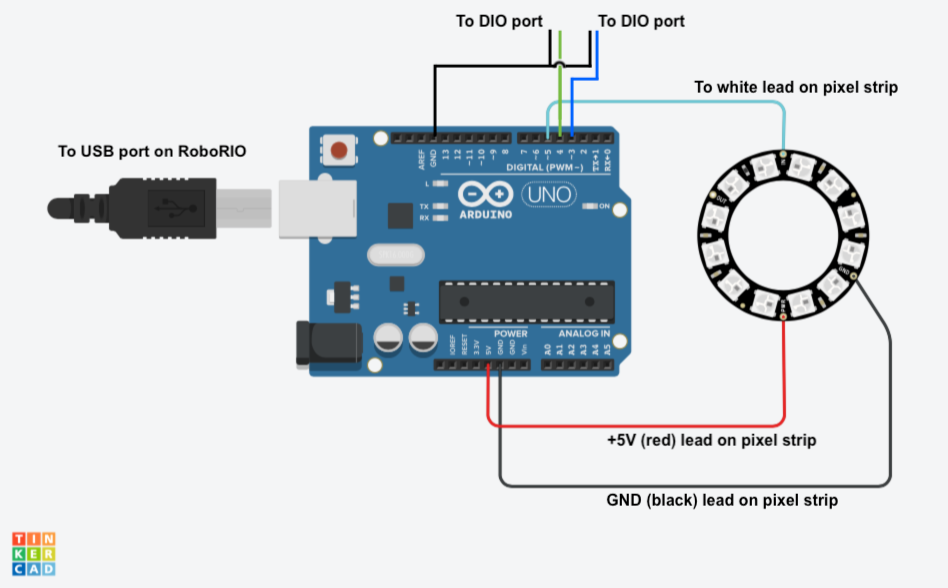 To DIO port
To DIO port
To white lead on pixel strip
To USB port on RoboRIO
AREF
GND
13
12
~11
~10
~9
8
7
~6
~5
4
~3
2
TX→1
RX←0
DIGITAL (PWM~)
L
TX
RX
ARDUINO
UNO
ON
OUT
GND
POWER
ANALOG IN
IOREF
RESET
3.3V
5V
GND
GND
Vin
A0
A1
A2
A3
A4
A5
+5V (red) lead on pixel strip
GND (black) lead on pixel strip
TIN
KER
CAD